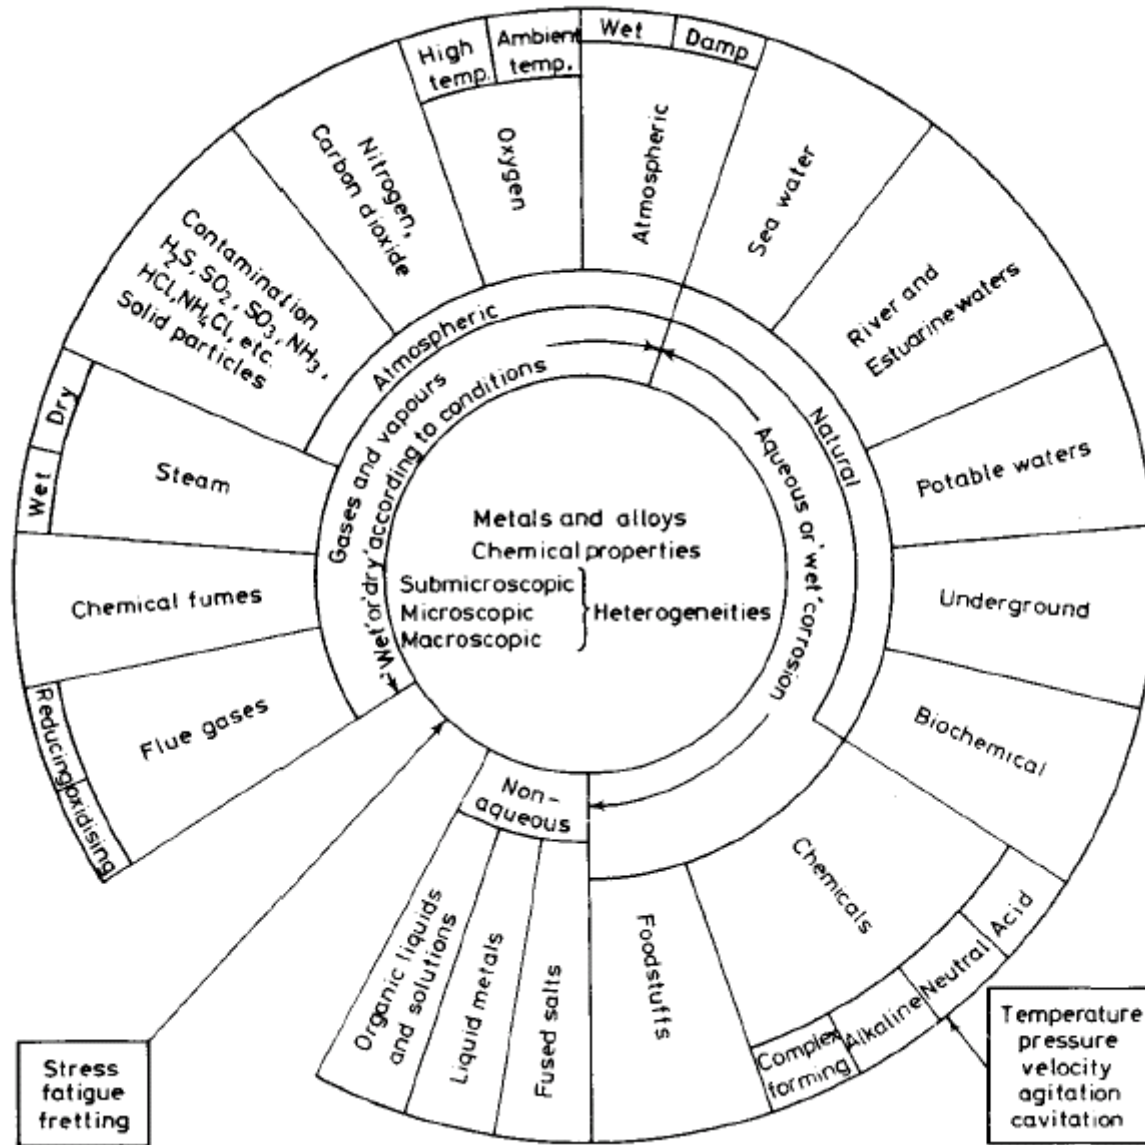 High
temp.
Ambient
temp.
Wet
Damp
Oxygen
Atmospheric
Sea water
River and
Estuarine waters
Potable waters
Underground
Biochemical
Chemicals
Acid
Neutral
Alkaline
Complex
forming
Foodstuffs
Non-
aqueous
Fused salts
Liquid metals
Organic liquids
and solutions
Flue gases
Reducing
oxidising
Chemical fumes
Steam
Wet
Dry
Contamination
H2S, SO2, SO3, NH3,
HCl, NH4Cl, etc.
Solid particles
Nitrogen,
Carbon dioxide
Atmospheric
Gases and vapours
'Wet' or 'dry' according to conditions
Natural
Aqueous or 'wet' corrosion
Metals and alloys
Chemical properties
Submicroscopic
Microscopic
Macroscopic
Heterogeneities
Stress
fatigue
fretting
Temperature
pressure
velocity
agitation
cavitation